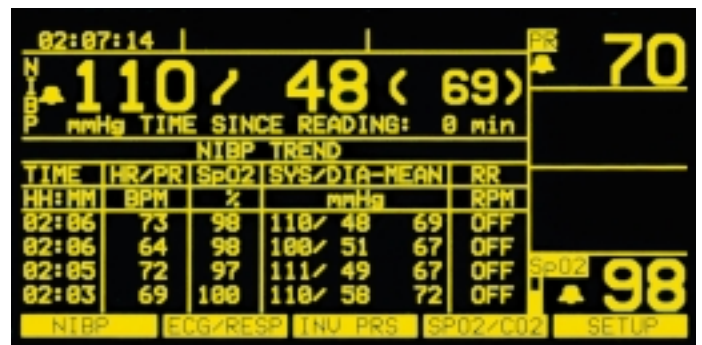 02:07:14
PR 70
NIBP 110/ 48 ( 69)
mmHg TIME SINCE READING: 0 min
NIBP TREND
TIME HR/PR SpO2 SYS/DIA-MEAN RR
HH:MM BPM % mmHg RPM
02:06 73 98 110/ 48 69 OFF
02:06 64 98 100/ 51 67 OFF
02:05 72 97 111/ 49 67 OFF
02:03 69 100 110/ 58 72 OFF
SpO2 98
NIBP ECG/RESP INV PRS SPO2/CO2 SETUP